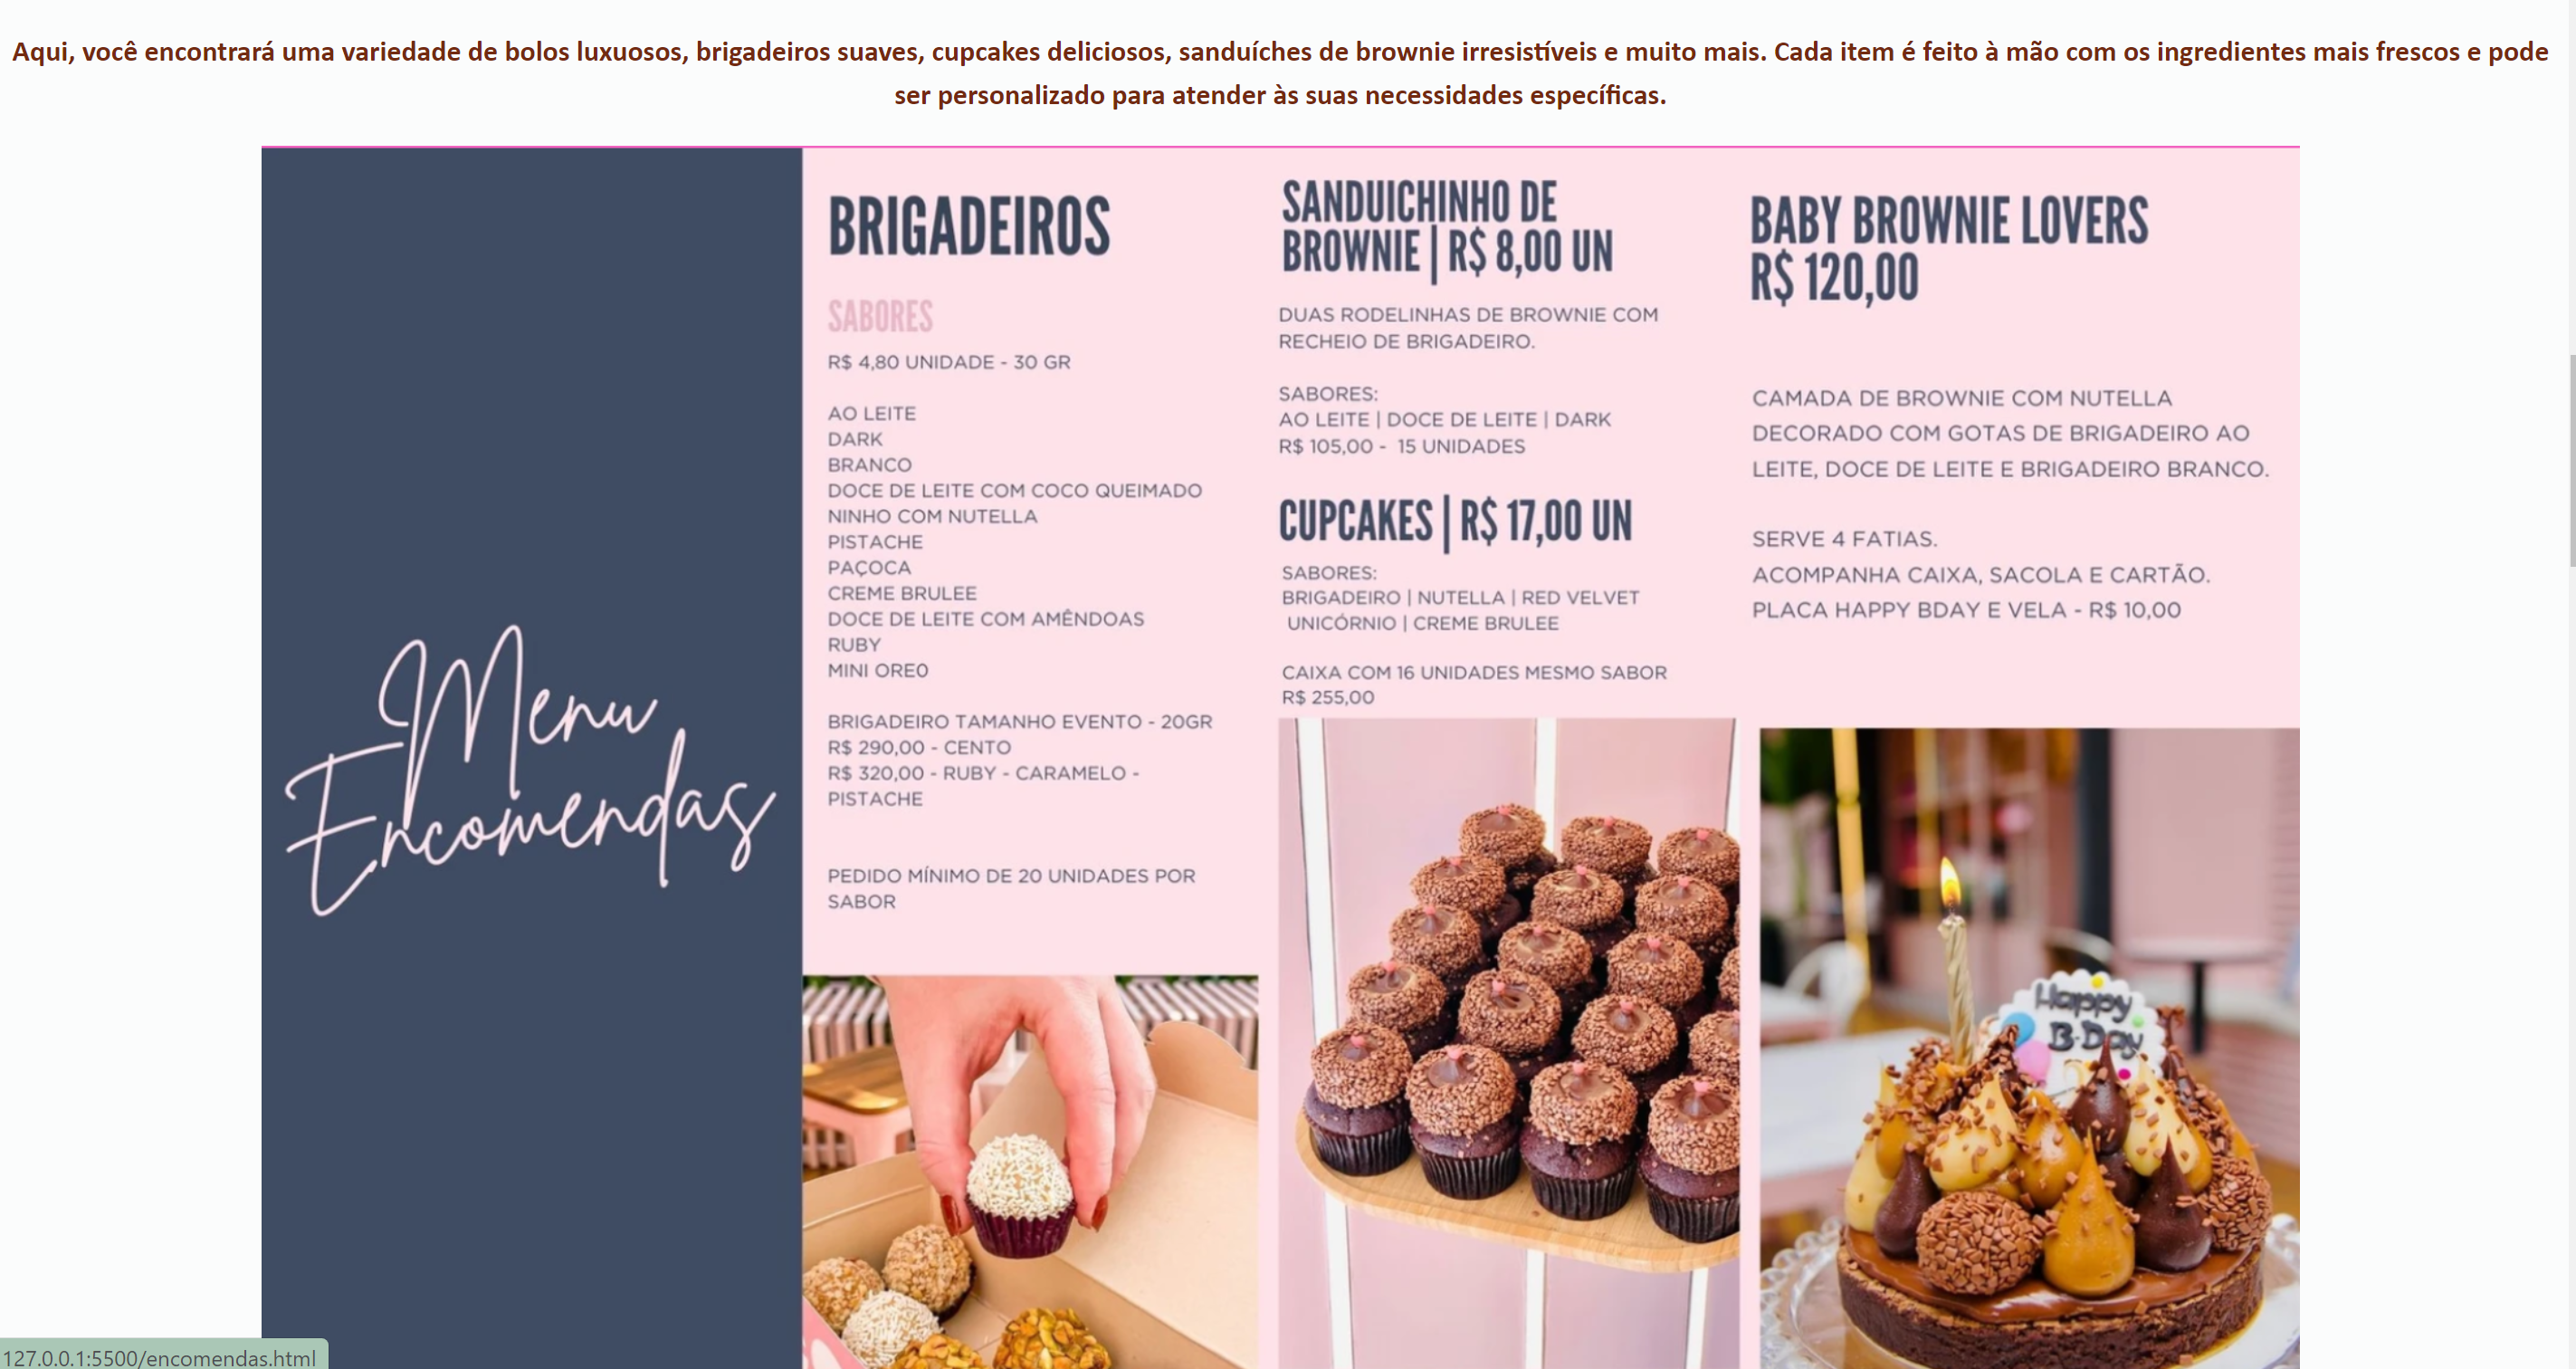 Aqui, você encontrará uma variedade de bolos luxuosos, brigadeiros suaves, cupcakes deliciosos, sanduíches de brownie irresistíveis e muito mais. Cada item é feito à mão com os ingredientes mais frescos e pode
ser personalizado para atender às suas necessidades específicas.
Menu
Encomendas
BRIGADEIROS
SABORES
R$ 4,80 UNIDADE - 30 GR
AO LEITE
DARK
BRANCO
DOCE DE LEITE COM COCO QUEIMADO
NINHO COM NUTELLA
PISTACHE
PAÇOCA
CREME BRULEE
DOCE DE LEITE COM AMÊNDOAS
RUBY
MINI ORE0
BRIGADEIRO TAMANHO EVENTO - 20GR
R$ 290,00 - CENTO
R$ 320,00 - RUBY - CARAMELO -
PISTACHE
PEDIDO MÍNIMO DE 20 UNIDADES POR
SABOR
SANDUICHINHO DE
BROWNIE | R$ 8,00 UN
DUAS RODELINHAS DE BROWNIE COM
RECHEIO DE BRIGADEIRO.
SABORES:
AO LEITE | DOCE DE LEITE | DARK
R$ 105,00 - 15 UNIDADES
CUPCAKES | R$ 17,00 UN
SABORES:
BRIGADEIRO | NUTELLA | RED VELVET
UNICÓRNIO | CREME BRULEE
CAIXA COM 16 UNIDADES MESMO SABOR
R$ 255,00
BABY BROWNIE LOVERS
R$ 120,00
CAMADA DE BROWNIE COM NUTELLA
DECORADO COM GOTAS DE BRIGADEIRO AO
LEITE, DOCE DE LEITE E BRIGADEIRO BRANCO.
SERVE 4 FATIAS.
ACOMPANHA CAIXA, SACOLA E CARTÃO.
PLACA HAPPY BDAY E VELA - R$ 10,00
Happy
B-Day
127.0.0.1:5500/encomendas.html